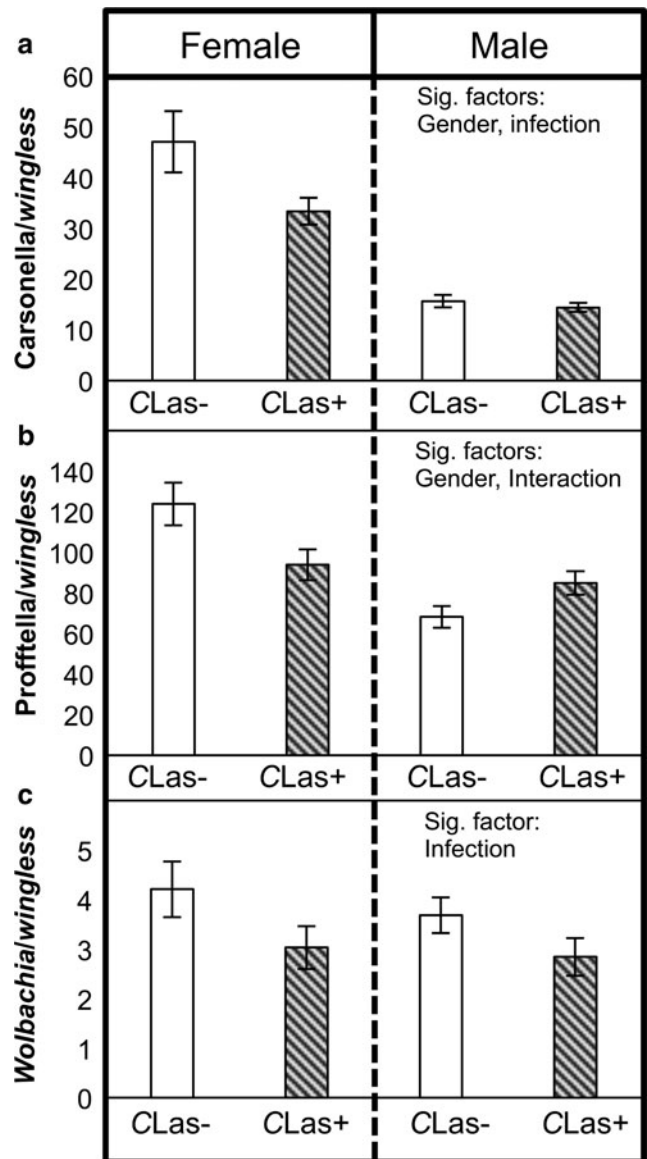 Female Male
a
Carsonella/wingless
60
50
40
30
20
10
0
Sig. factors:
Gender, infection
CLas- CLas+ CLas- CLas+
b
Profftella/wingless
140
120
100
80
60
40
20
0
Sig. factors:
Gender, Interaction
CLas- CLas+ CLas- CLas+
c
Wolbachia/wingless
5
4
3
2
1
0
Sig. factor:
Infection
CLas- CLas+ CLas- CLas+